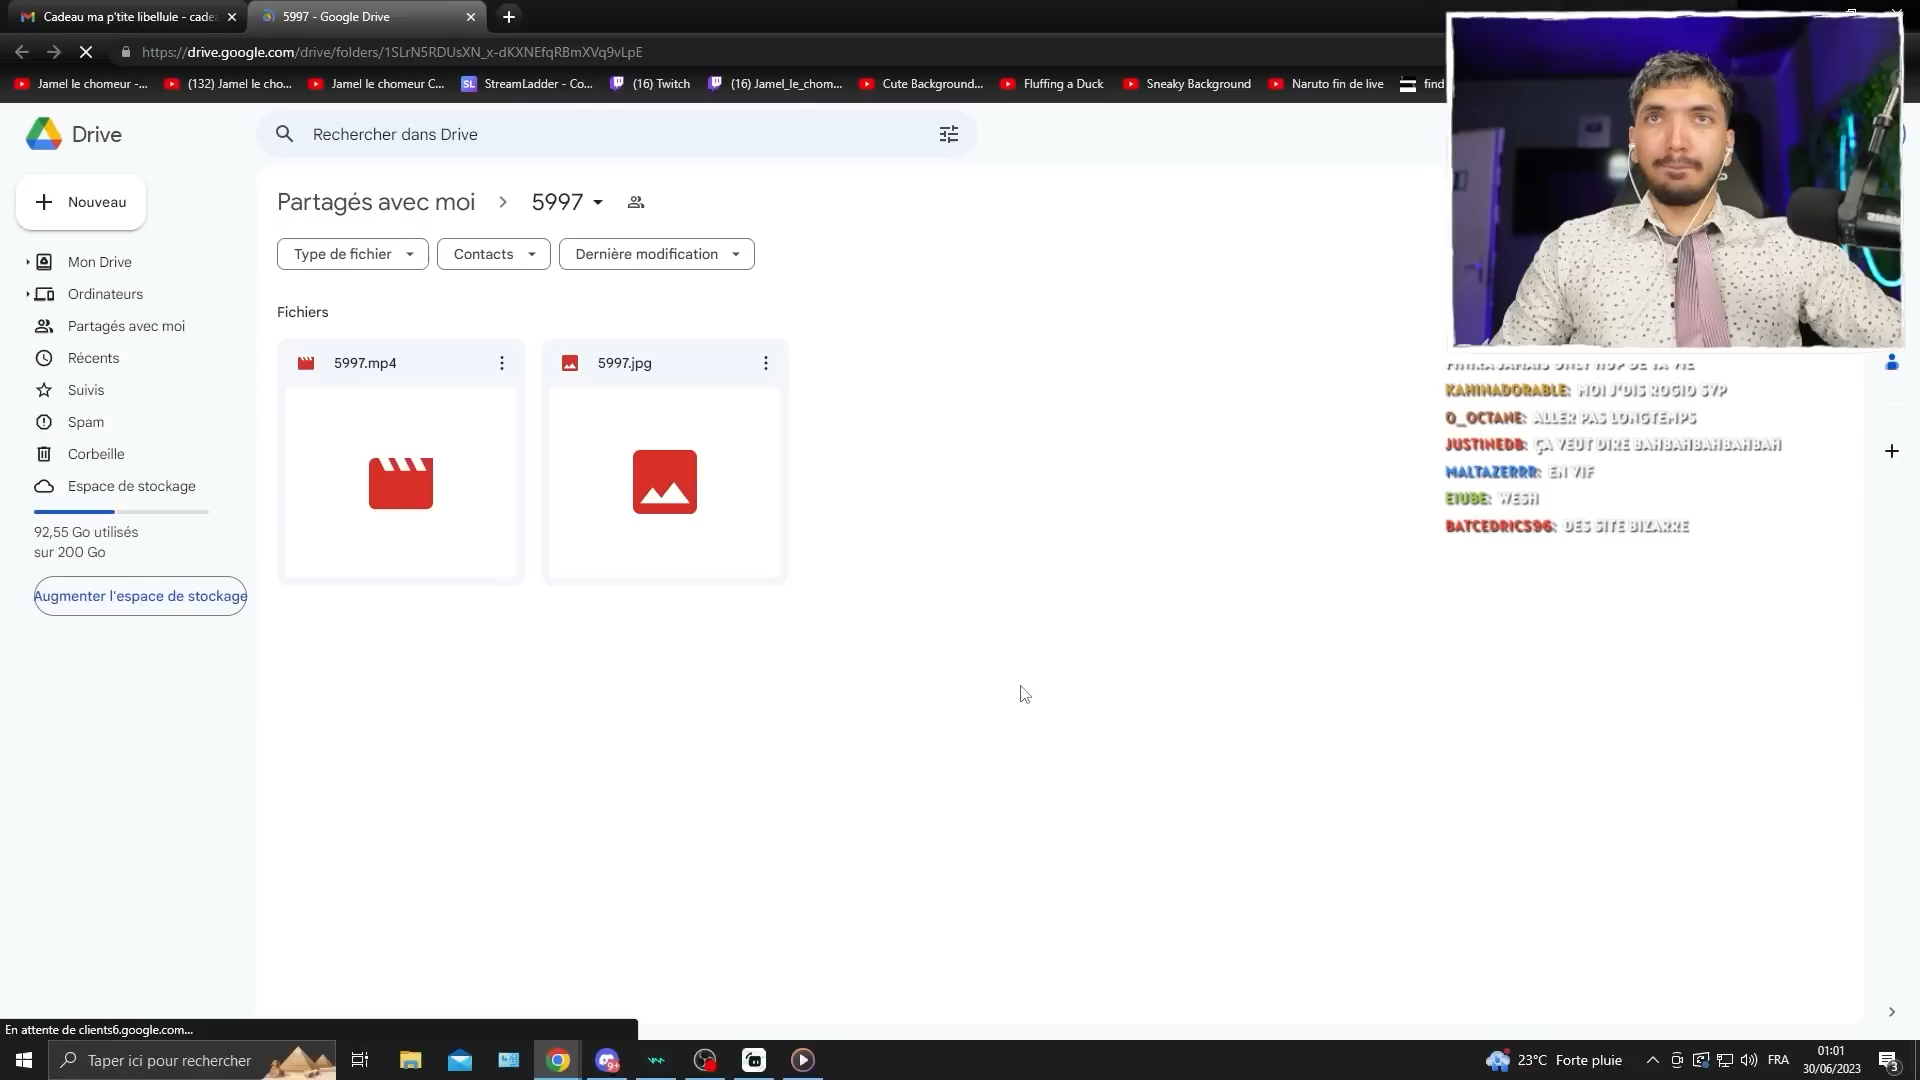 Cadeau ma p'tite libellule - cade
5997 - Google Drive
https://drive.google.com/drive/folders/1SLrN5RDUsXN_x-dKXNEfqRBmXVq9vLpE
Jamel le chomeur -...
(132) Jamel le cho...
Jamel le chomeur C...
SL StreamLadder - Co...
(16) Twitch
(16) Jamel_le_chom...
Cute Background...
Fluffing a Duck
Sneaky Background
Naruto fin de live
find
Drive
Rechercher dans Drive
Nouveau
Partagés avec moi > 5997
Type de fichier
Contacts
Dernière modification
Mon Drive
Ordinateurs
Partagés avec moi
Récents
Suivis
Spam
Corbeille
Espace de stockage
92,55 Go utilisés
sur 200 Go
Augmenter l'espace de stockage
Fichiers
5997.mp4
5997.jpg
KAHINADORABLE: MOI J'DIS ROGIO SVP
O_OCTANE: ALLER PAS LONGTEMPS
JUSTINEDB: ÇA VEUT DIRE BAHBAHBAHBAHBAH
MALTAZERRR: EN VIF
EIUBE: WESH
BATCEDRIC596: DES SITE BIZARRE
En attente de clients6.google.com...
Taper ici pour rechercher
9+
23°C Forte pluie
FRA
01:01
30/06/2023
3